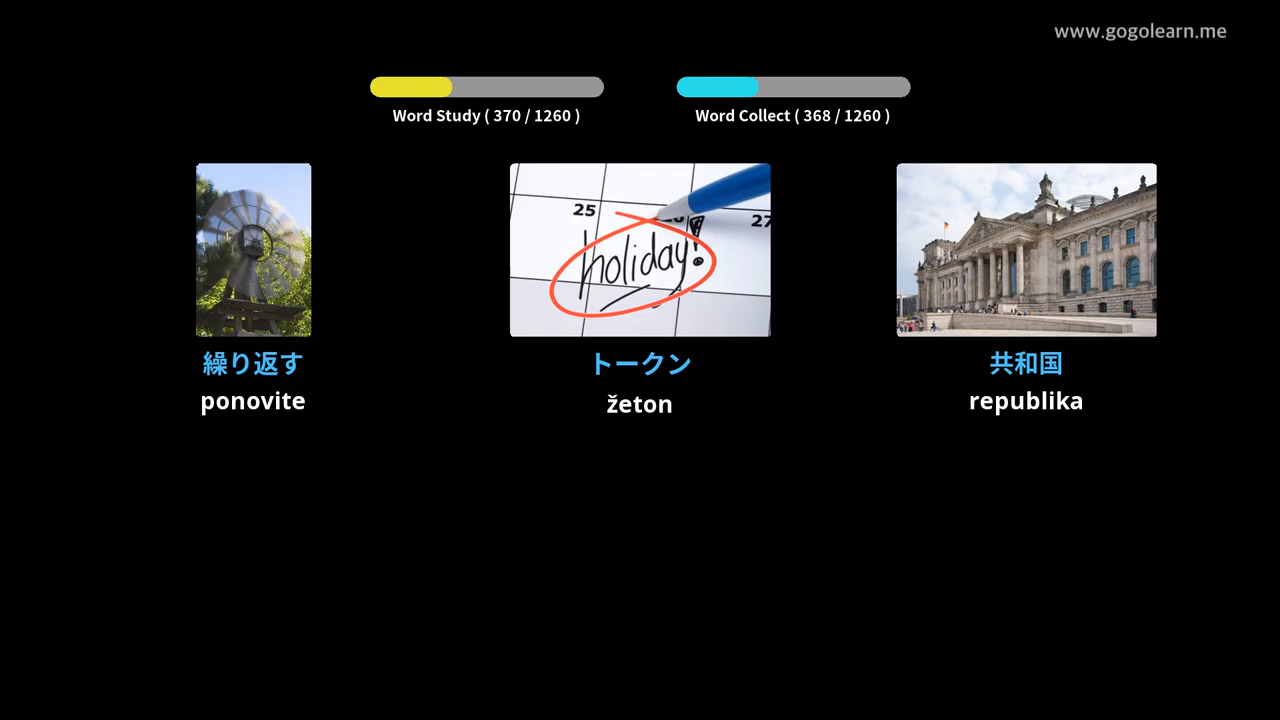 www.gogolearn.me
Word Study ( 370 / 1260 )
Word Collect ( 368 / 1260 )
25
27
holiday!
繰り返す
トークン
共和国
ponovite
žeton
republika